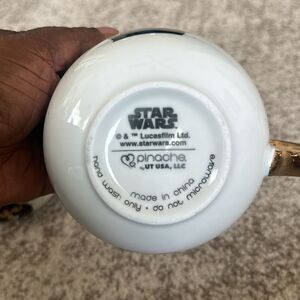 STAR
WARS
© & ™ Lucasfilm Ltd.
www.starwars.com
pinache
by UT USA, LLC
made in china
hand wash only • do not microwave